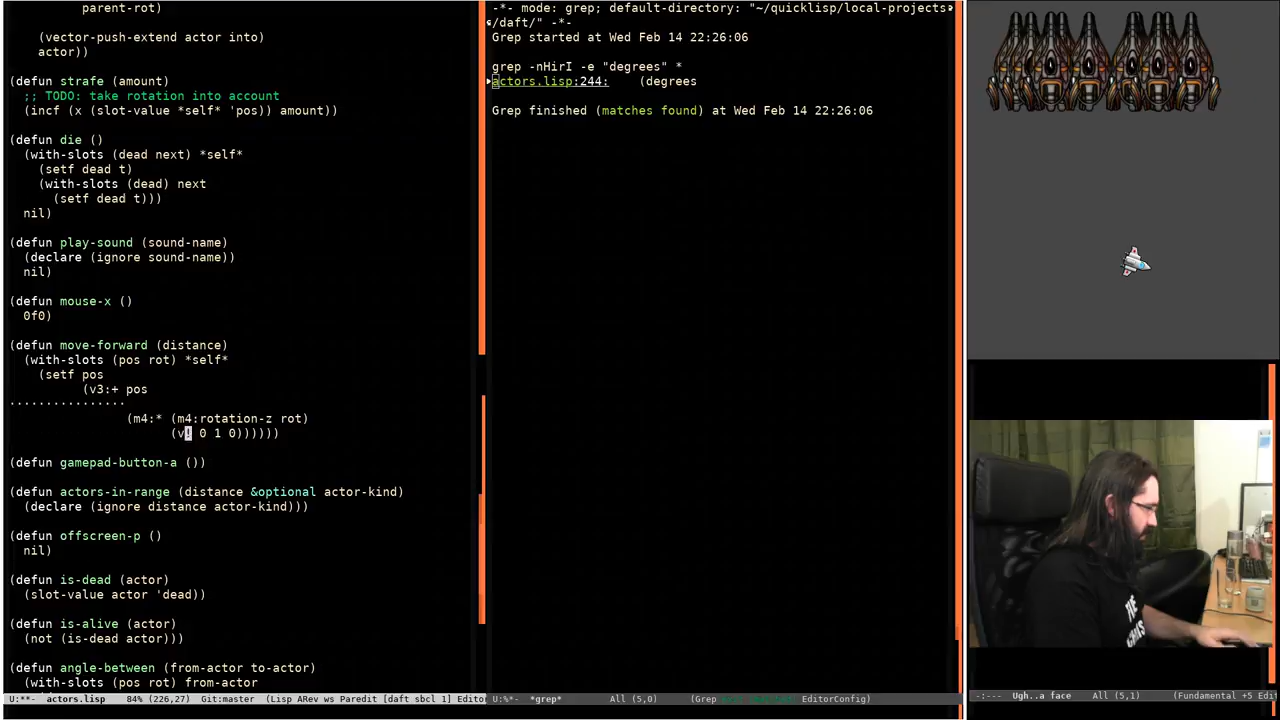 parent-rot)
(vector-push-extend actor into)
actor))
(defun strafe (amount)
;; TODO: take rotation into account
(incf (x (slot-value *self* 'pos)) amount))
(defun die ()
(with-slots (dead next) *self*
(setf dead t)
(with-slots (dead) next
(setf dead t)))
nil)
(defun play-sound (sound-name)
(declare (ignore sound-name))
nil)
(defun mouse-x ()
0f0)
(defun move-forward (distance)
(with-slots (pos rot) *self*
(setf pos
(v3:+ pos
(m4:* (m4:rotation-z rot)
(v! 0 1 0))))))
(defun gamepad-button-a ())
(defun actors-in-range (distance &optional actor-kind)
(declare (ignore distance actor-kind)))
(defun offscreen-p ()
nil)
(defun is-dead (actor)
(slot-value actor 'dead))
(defun is-alive (actor)
(not (is-dead actor)))
(defun angle-between (from-actor to-actor)
(with-slots (pos rot) from-actor
U:**- actors.lisp 84% (226,27) Git:master (Lisp ARev ws Paredit [daft sbcl 1] Editor
-*- mode: grep; default-directory: "~/quicklisp/local-projects
/daft/" -*-
Grep started at Wed Feb 14 22:26:06
grep -nHirI -e "degrees" *
actors.lisp:244: (degrees
Grep finished (matches found) at Wed Feb 14 22:26:06
U:%*- *grep* All (5,0) (Grep EditorConfig)
-:--- Ugh..a face All (5,1) (Fundamental +5 Edit